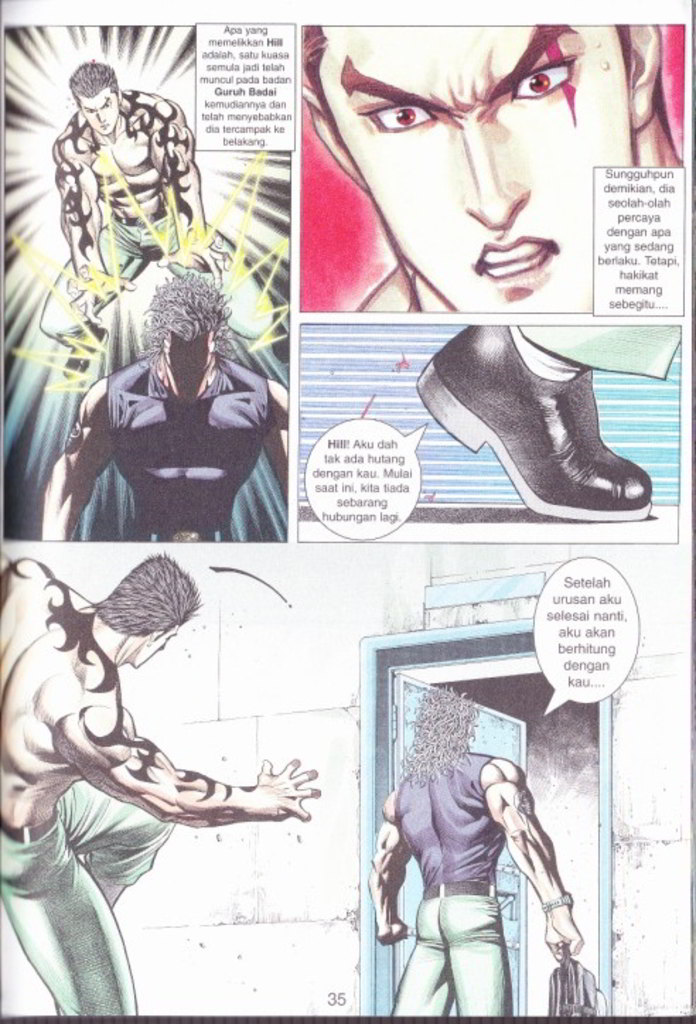 Apa yang
memelikkan Hill
adalah, satu kuasa
semula jadi telah
muncul pada badan
Guruh Badai
kemudiannya dan
telah menyebabkan
dia tercampak ke
belakang.
Sungguhpun
demikian, dia
seolah-olah
percaya
dengan apa
yang sedang
berlaku. Tetapi,
hakikat
memang
sebegitu....
Hill! Aku dah
tak ada hutang
dengan kau. Mulai
saat ini, kita tiada
sebarang
hubungan lagi.
Setelah
urusan aku
selesai nanti,
aku akan
berhitung
dengan
kau....
35